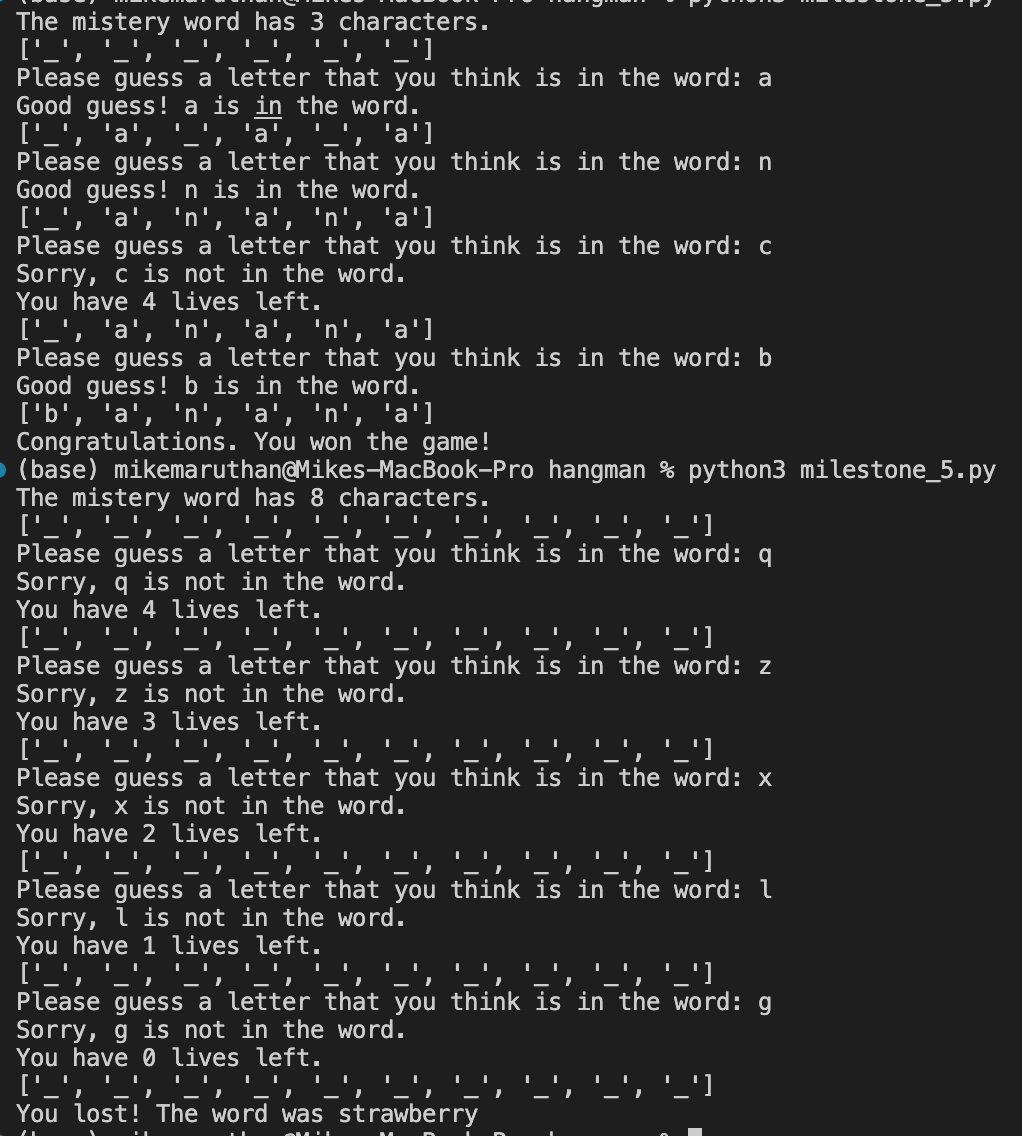 (base) mikemaruthan@Mikes-MacBook-Pro hangman % python3 milestone_5.py
The mistery word has 3 characters.
['_', '_', '_', '_', '_', '_']
Please guess a letter that you think is in the word: a
Good guess! a is in the word.
['_', 'a', '_', 'a', '_', 'a']
Please guess a letter that you think is in the word: n
Good guess! n is in the word.
['_', 'a', 'n', 'a', 'n', 'a']
Please guess a letter that you think is in the word: c
Sorry, c is not in the word.
You have 4 lives left.
['_', 'a', 'n', 'a', 'n', 'a']
Please guess a letter that you think is in the word: b
Good guess! b is in the word.
['b', 'a', 'n', 'a', 'n', 'a']
Congratulations. You won the game!
(base) mikemaruthan@Mikes-MacBook-Pro hangman % python3 milestone_5.py
The mistery word has 8 characters.
['_', '_', '_', '_', '_', '_', '_', '_', '_', '_']
Please guess a letter that you think is in the word: q
Sorry, q is not in the word.
You have 4 lives left.
['_', '_', '_', '_', '_', '_', '_', '_', '_', '_']
Please guess a letter that you think is in the word: z
Sorry, z is not in the word.
You have 3 lives left.
['_', '_', '_', '_', '_', '_', '_', '_', '_', '_']
Please guess a letter that you think is in the word: x
Sorry, x is not in the word.
You have 2 lives left.
['_', '_', '_', '_', '_', '_', '_', '_', '_', '_']
Please guess a letter that you think is in the word: l
Sorry, l is not in the word.
You have 1 lives left.
['_', '_', '_', '_', '_', '_', '_', '_', '_', '_']
Please guess a letter that you think is in the word: g
Sorry, g is not in the word.
You have 0 lives left.
['_', '_', '_', '_', '_', '_', '_', '_', '_', '_']
You lost! The word was strawberry
(base) mikemaruthan@Mikes-MacBook-Pro hangman %